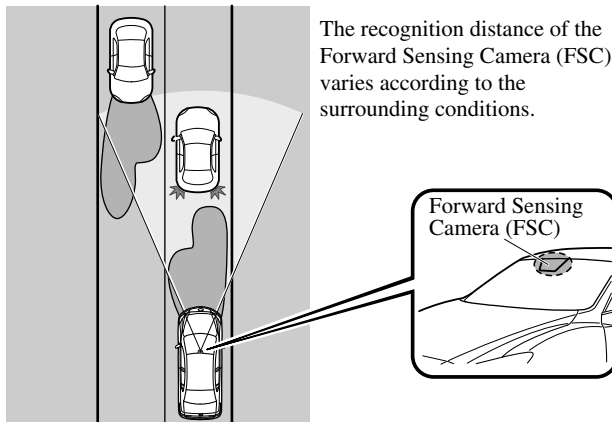 The recognition distance of the
Forward Sensing Camera (FSC)
varies according to the
surrounding conditions.
Forward Sensing
Camera (FSC)